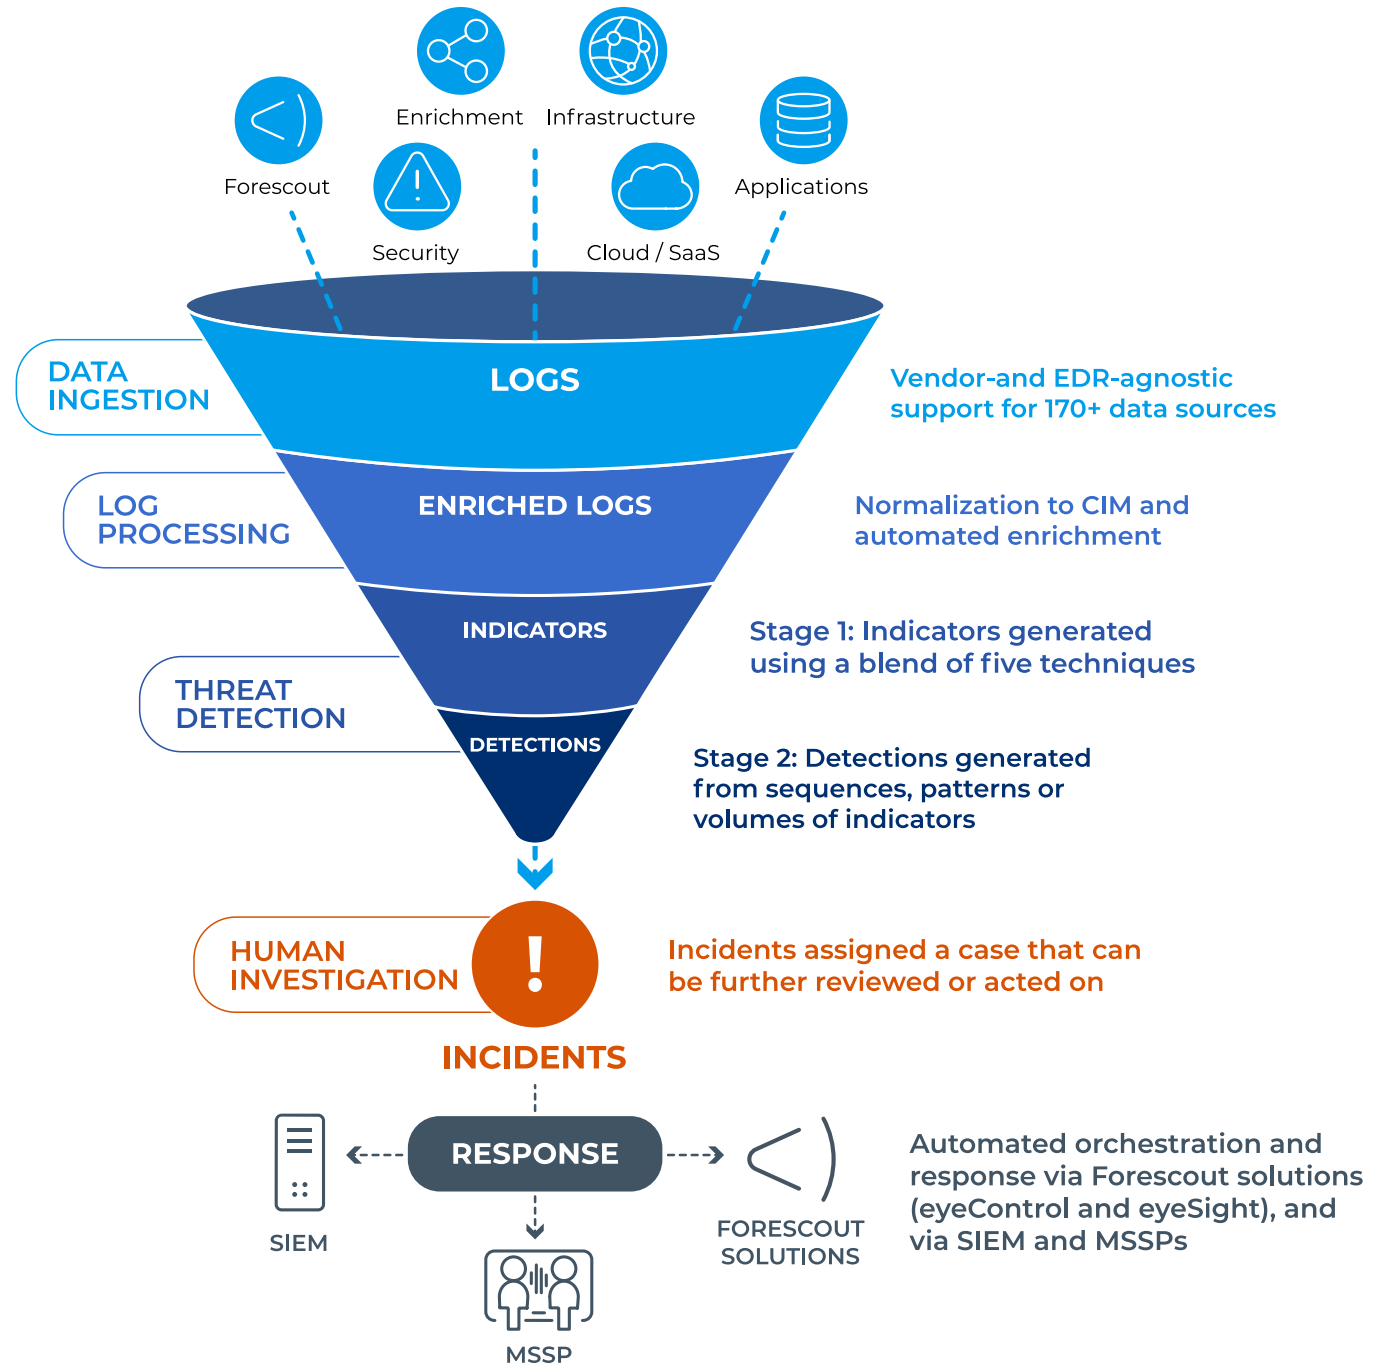 Enrichment
Infrastructure
Forescout
Applications
Security
Cloud / SaaS
DATA
INGESTION
LOGS
Vendor-and EDR-agnostic
support for 170+ data sources
LOG
PROCESSING
ENRICHED LOGS
Normalization to CIM and
automated enrichment
INDICATORS
Stage 1: Indicators generated
using a blend of five techniques
THREAT
DETECTION
DETECTIONS
Stage 2: Detections generated
from sequences, patterns or
volumes of indicators
HUMAN
INVESTIGATION
!
INCIDENTS
Incidents assigned a case that can
be further reviewed or acted on
RESPONSE
SIEM
MSSP
FORESCOUT
SOLUTIONS
Automated orchestration and
response via Forescout solutions
(eyeControl and eyeSight), and
via SIEM and MSSPs